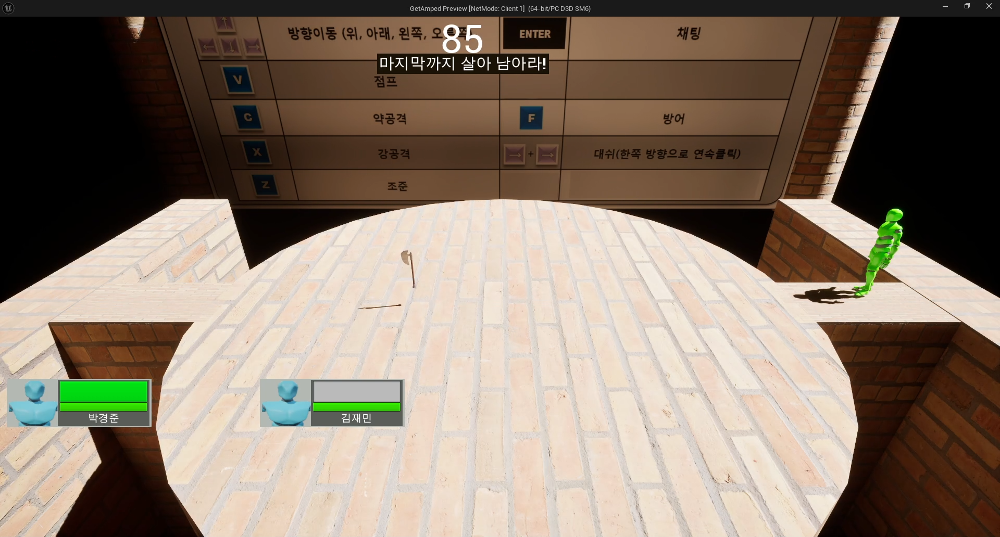 GetAmped Preview [NetMode: Client 1] (64-bit/PC D3D SM6)
85
마지막까지 살아 남아라!
방향이동 (위, 아래, 왼쪽,
ENTER 채팅
V 점프
C 약공격 F 방어
X 강공격 → + → 대쉬(한쪽 방향으로 연속클릭)
Z 조준
박경준
김재민